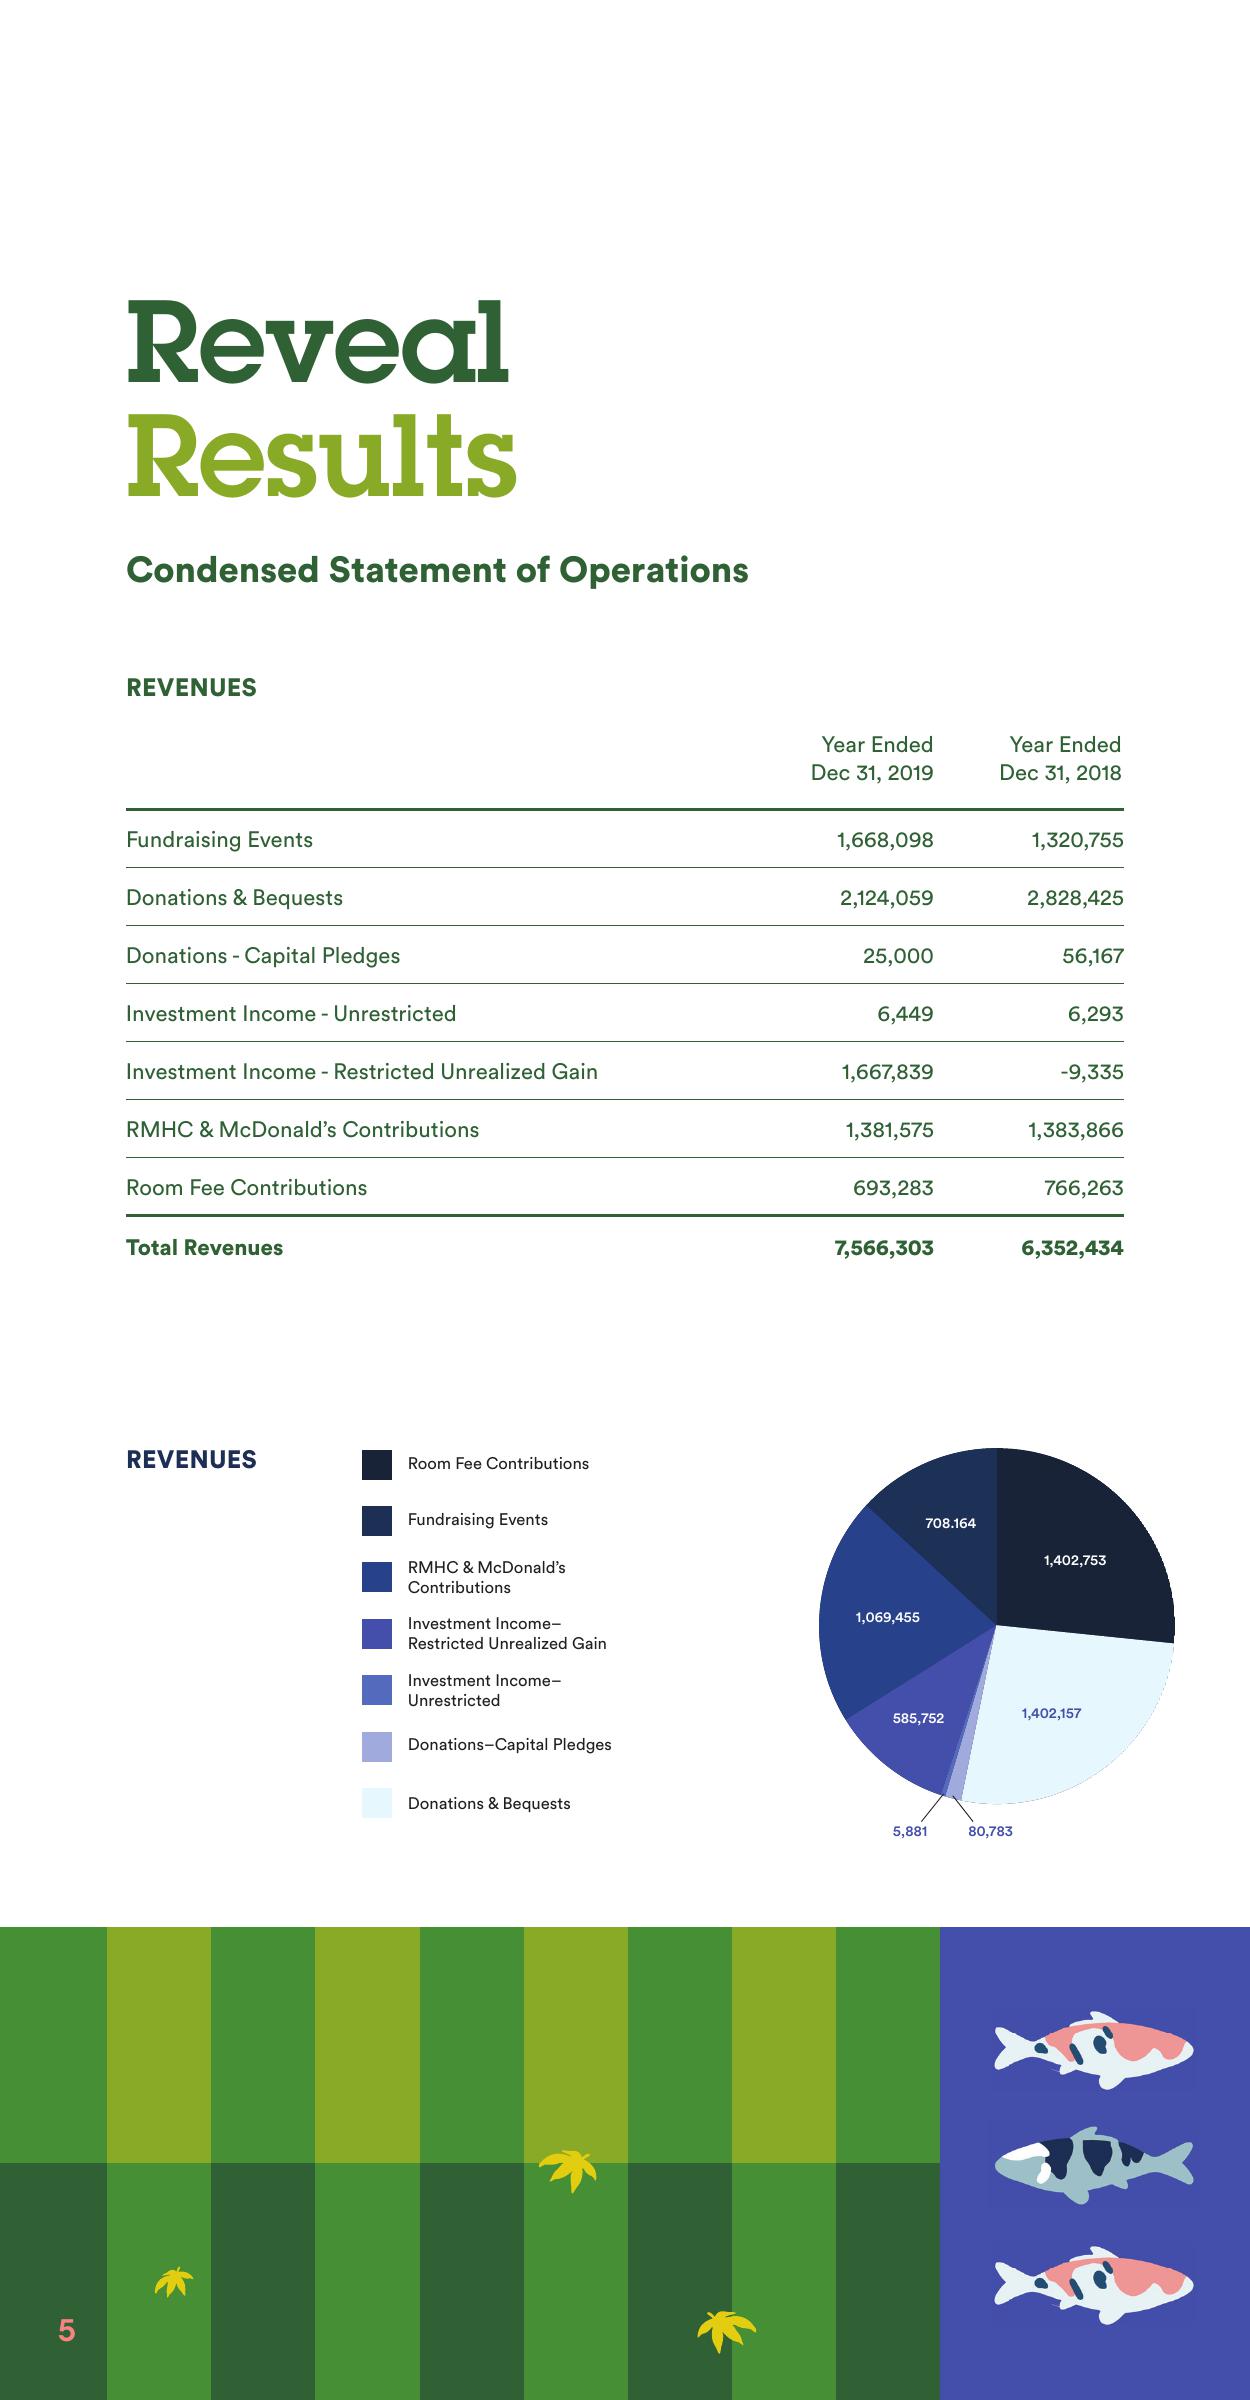 Reveal
Results
Condensed Statement of Operations
REVENUES
Year Ended Year Ended
Dec 31, 2019 Dec 31, 2018
Fundraising Events 1,668,098 1,320,755
Donations & Bequests 2,124,059 2,828,425
Donations - Capital Pledges 25,000 56,167
Investment Income - Unrestricted 6,449 6,293
Investment Income - Restricted Unrealized Gain 1,667,839 -9,335
RMHC & McDonald’s Contributions 1,381,575 1,383,866
Room Fee Contributions 693,283 766,263
Total Revenues 7,566,303 6,352,434
REVENUES
Room Fee Contributions
Fundraising Events
RMHC & McDonald’s
Contributions
Investment Income–
Restricted Unrealized Gain
Investment Income–
Unrestricted
Donations–Capital Pledges
Donations & Bequests
708.164
1,402,753
1,069,455
585,752
1,402,157
5,881
80,783
5